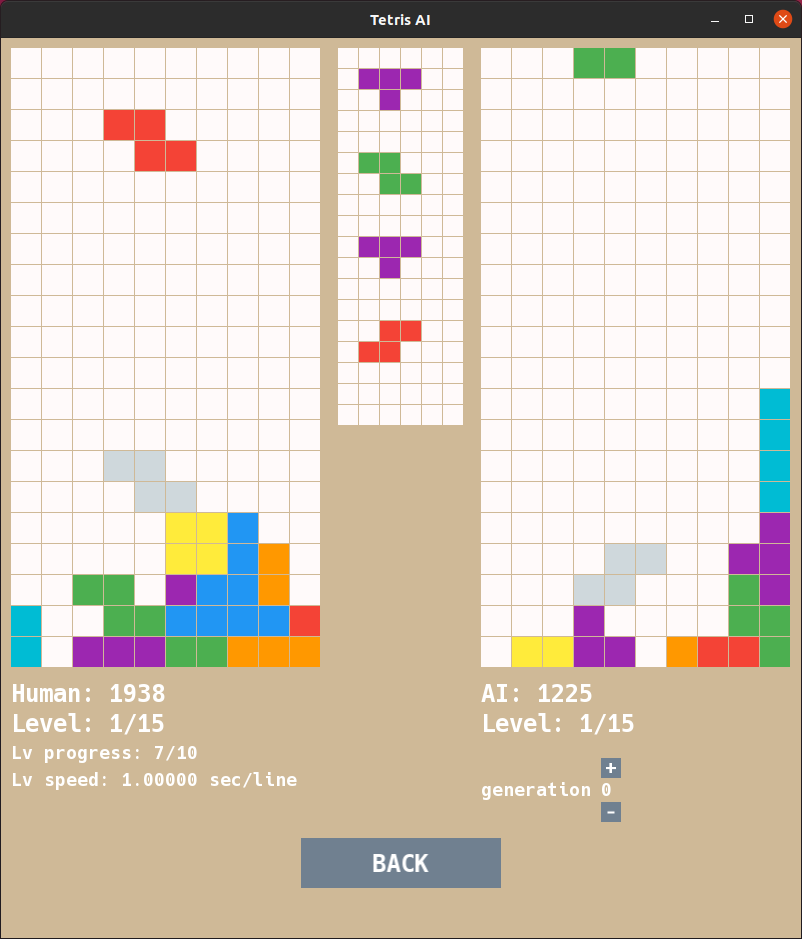 Tetris AI
Human: 1938
Level: 1/15
Lv progress: 7/10
Lv speed: 1.00000 sec/line
AI: 1225
Level: 1/15
+
generation 0
-
BACK